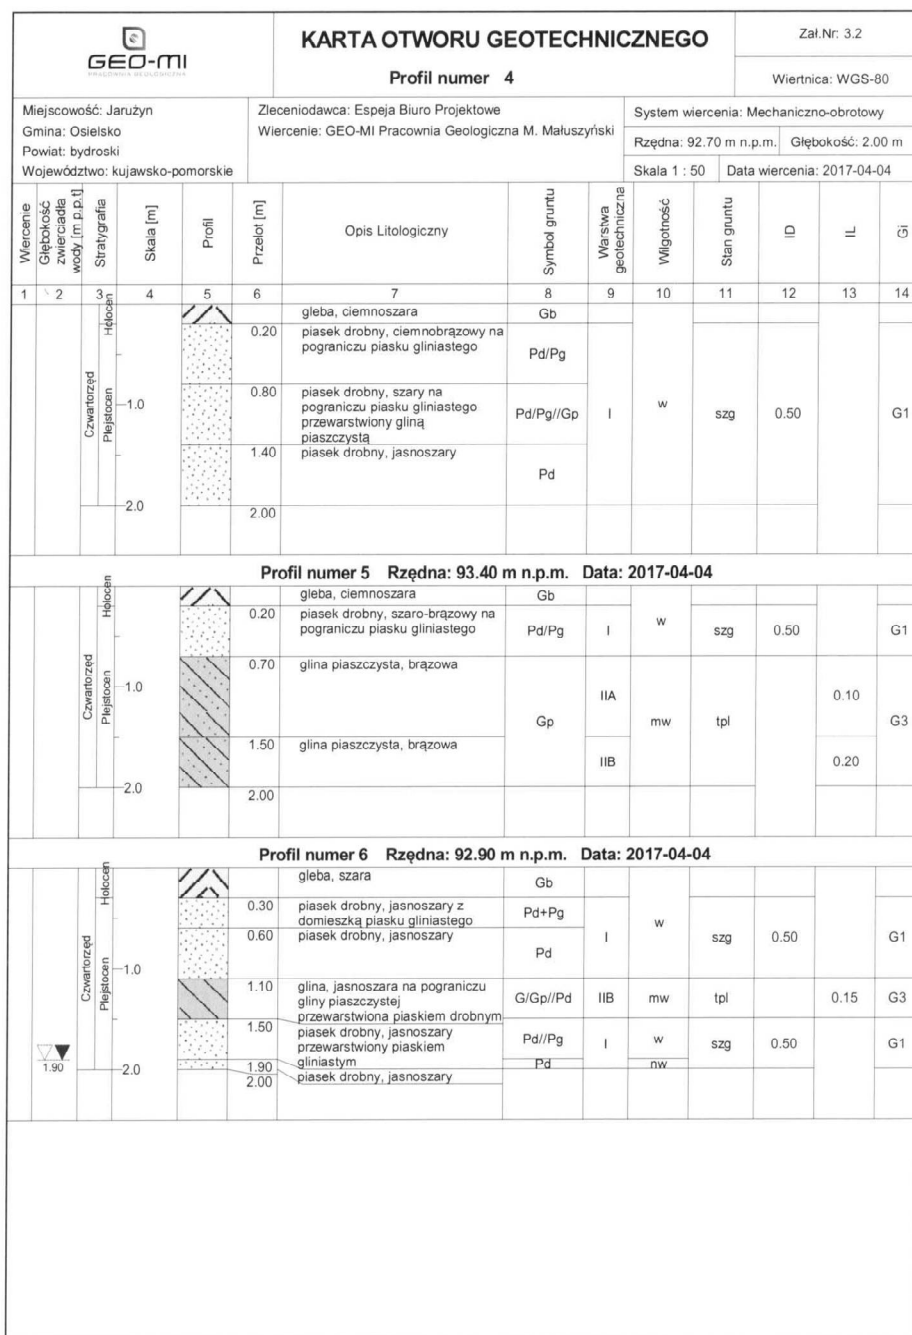 GEO-MI
PRACOWNIA GEOLOGICZNA
KARTA OTWORU GEOTECHNICZNEGO
Profil numer 4
Zał.Nr: 3.2
Wiertnica: WGS-80
Miejscowość: Jarużyn
Gmina: Osielsko
Powiat: bydroski
Województwo: kujawsko-pomorskie
Zleceniodawca: Espeja Biuro Projektowe
Wiercenie: GEO-MI Pracownia Geologiczna M. Małuszyński
System wiercenia: Mechaniczno-obrotowy
Rzędna: 92.70 m n.p.m. Głębokość: 2.00 m
Skala 1 : 50 Data wiercenia: 2017-04-04
Wiercenie
Głębokość
zwierciadła
wody [m p.p.t]
Stratygrafia
Skala [m]
Profil
Przelot [m]
Opis Litologiczny
Symbol gruntu
Warstwa
geotechniczna
Wilgotność
Stan gruntu
ID
IL
Gi
1 2 3 4 5 6 7 8 9 10 11 12 13 14
Holocen
Czwartorzęd
Plejstocen
1.0
2.0
gleba, ciemnoszara Gb
0.20 piasek drobny, ciemnobrązowy na
pograniczu piasku gliniastego
Pd/Pg
0.80 piasek drobny, szary na
pograniczu piasku gliniastego
przewarstwiony gliną
piaszczystą
Pd/Pg//Gp I w szg 0.50 G1
1.40 piasek drobny, jasnoszary
Pd
2.00
Profil numer 5 Rzędna: 93.40 m n.p.m. Data: 2017-04-04
Holocen
Czwartorzęd
Plejstocen
1.0
2.0
gleba, ciemnoszara Gb
0.20 piasek drobny, szaro-brązowy na
pograniczu piasku gliniastego
Pd/Pg I w szg 0.50 G1
0.70 glina piaszczysta, brązowa
IIA 0.10
Gp mw tpl G3
1.50 glina piaszczysta, brązowa
IIB 0.20
2.00
Profil numer 6 Rzędna: 92.90 m n.p.m. Data: 2017-04-04
Holocen
Czwartorzęd
Plejstocen
1.0
2.0
1.90
gleba, szara Gb
0.30 piasek drobny, jasnoszary z
domieszką piasku gliniastego
Pd+Pg w
0.60 piasek drobny, jasnoszary
Pd I szg 0.50 G1
1.10 glina, jasnoszara na pograniczu
gliny piaszczystej
przewarstwiona piaskiem drobnym
G/Gp//Pd IIB mw tpl 0.15 G3
1.50 piasek drobny, jasnoszary
przewarstwiony piaskiem
gliniastym
Pd//Pg I w szg 0.50 G1
1.90 piasek drobny, jasnoszary Pd nw
2.00